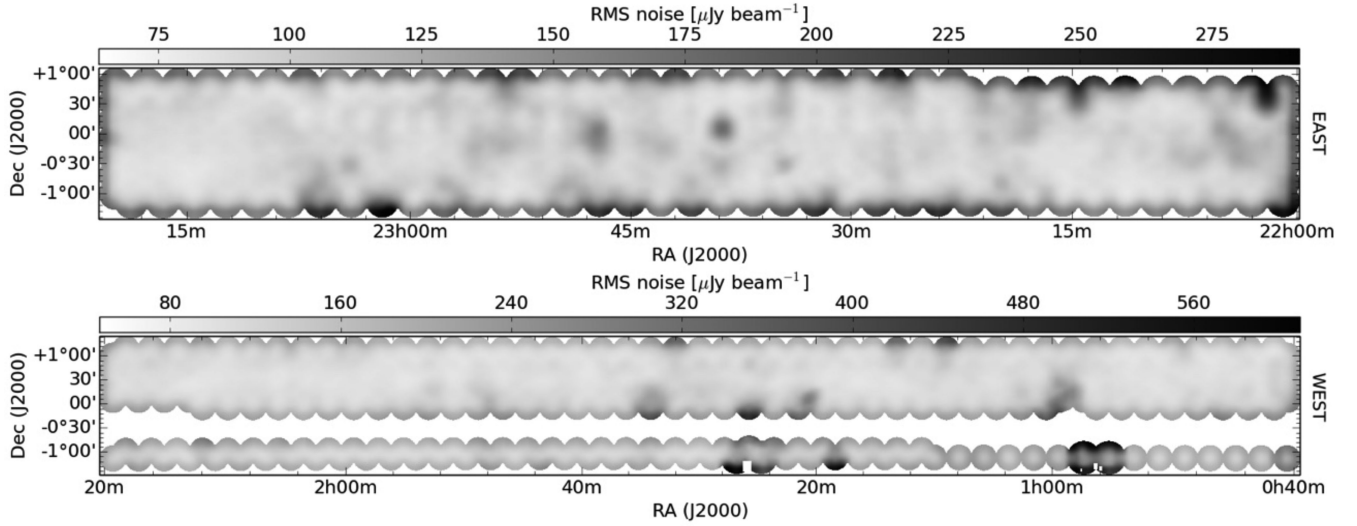 RMS noise [μJy beam⁻¹]
75 100 125 150 175 200 225 250 275
+1°00'
30'
00'
-0°30'
-1°00'
Dec (J2000)
EAST
15m 23h00m 45m 30m 15m 22h00m
RA (J2000)
RMS noise [μJy beam⁻¹]
80 160 240 320 400 480 560
+1°00'
30'
00'
-0°30'
-1°00'
Dec (J2000)
WEST
20m 2h00m 40m 20m 1h00m 0h40m
RA (J2000)